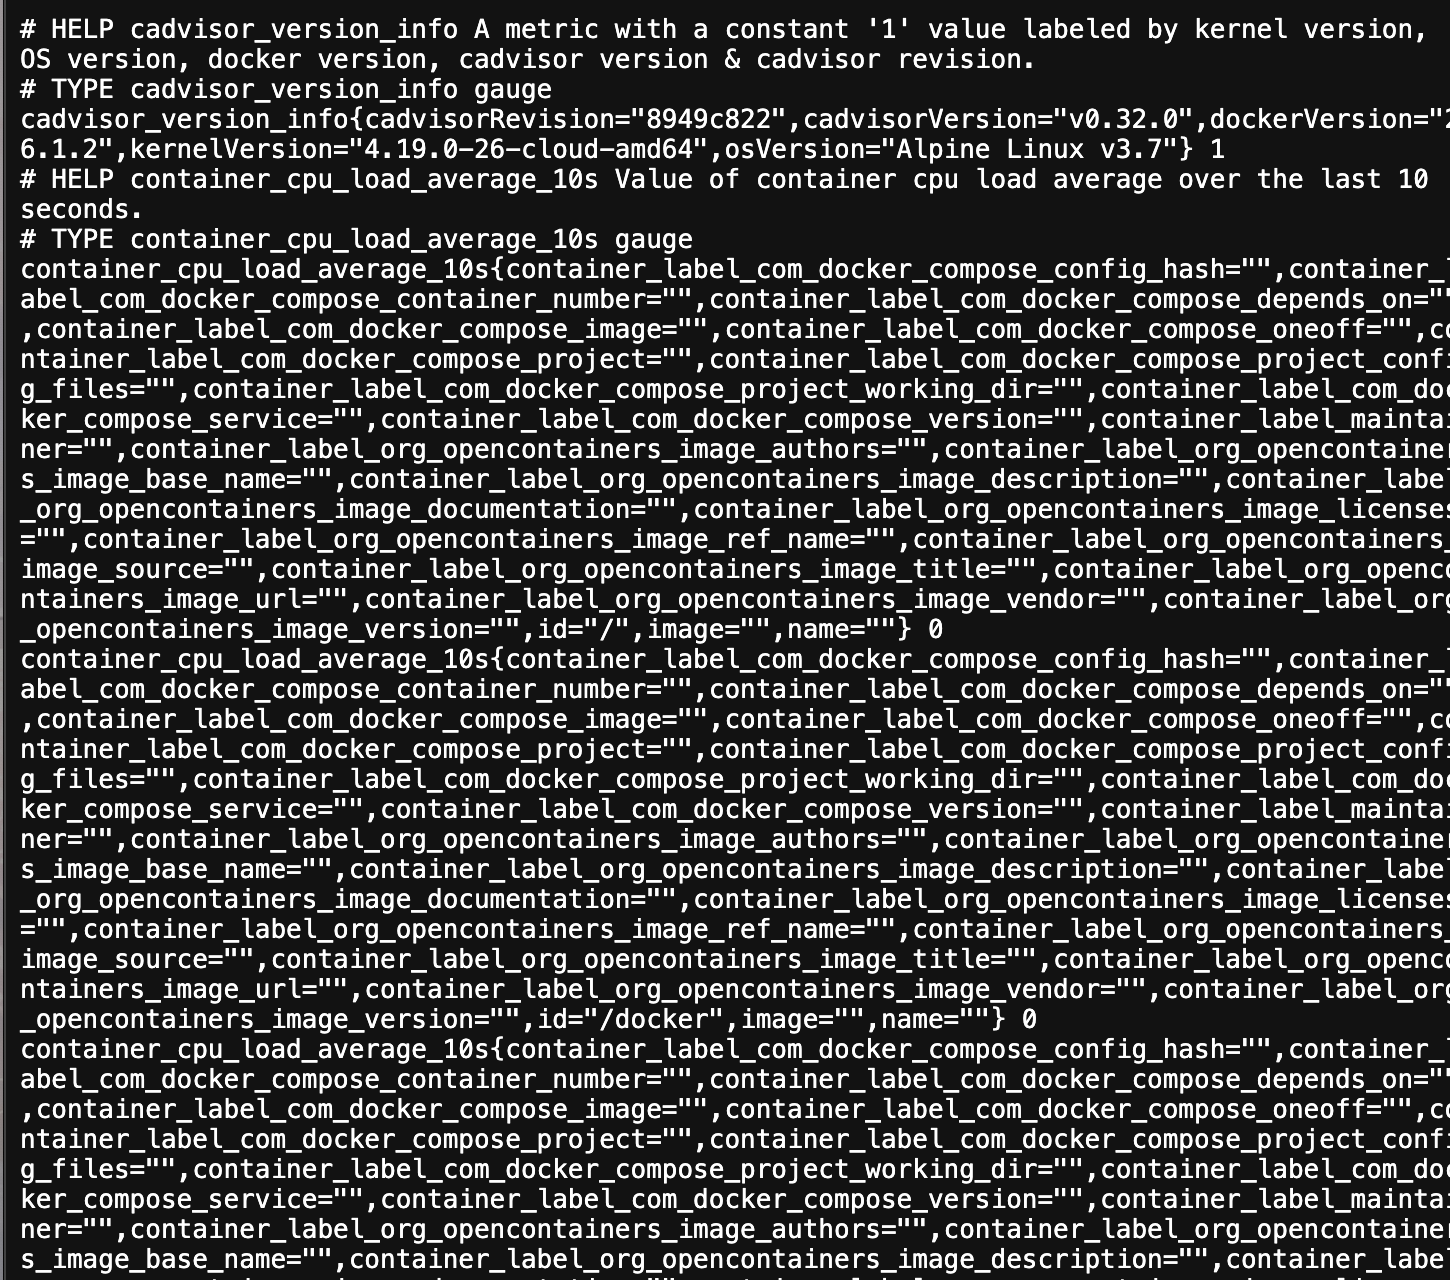 # HELP cadvisor_version_info A metric with a constant '1' value labeled by kernel version,
OS version, docker version, cadvisor version & cadvisor revision.
# TYPE cadvisor_version_info gauge
cadvisor_version_info{cadvisorRevision="8949c822",cadvisorVersion="v0.32.0",dockerVersion="2
6.1.2",kernelVersion="4.19.0-26-cloud-amd64",osVersion="Alpine Linux v3.7"} 1
# HELP container_cpu_load_average_10s Value of container cpu load average over the last 10
seconds.
# TYPE container_cpu_load_average_10s gauge
container_cpu_load_average_10s{container_label_com_docker_compose_config_hash="",container_l
abel_com_docker_compose_container_number="",container_label_com_docker_compose_depends_on=""
,container_label_com_docker_compose_image="",container_label_com_docker_compose_oneoff="",co
ntainer_label_com_docker_compose_project="",container_label_com_docker_compose_project_confi
g_files="",container_label_com_docker_compose_project_working_dir="",container_label_com_doc
ker_compose_service="",container_label_com_docker_compose_version="",container_label_maintai
ner="",container_label_org_opencontainers_image_authors="",container_label_org_opencontainer
s_image_base_name="",container_label_org_opencontainers_image_description="",container_label
_org_opencontainers_image_documentation="",container_label_org_opencontainers_image_licenses
="",container_label_org_opencontainers_image_ref_name="",container_label_org_opencontainers_
image_source="",container_label_org_opencontainers_image_title="",container_label_org_openco
ntainers_image_url="",container_label_org_opencontainers_image_vendor="",container_label_org
_opencontainers_image_version="",id="/",image="",name=""} 0
container_cpu_load_average_10s{container_label_com_docker_compose_config_hash="",container_l
abel_com_docker_compose_container_number="",container_label_com_docker_compose_depends_on=""
,container_label_com_docker_compose_image="",container_label_com_docker_compose_oneoff="",co
ntainer_label_com_docker_compose_project="",container_label_com_docker_compose_project_confi
g_files="",container_label_com_docker_compose_project_working_dir="",container_label_com_doc
ker_compose_service="",container_label_com_docker_compose_version="",container_label_maintai
ner="",container_label_org_opencontainers_image_authors="",container_label_org_opencontainer
s_image_base_name="",container_label_org_opencontainers_image_description="",container_label
_org_opencontainers_image_documentation="",container_label_org_opencontainers_image_licenses
="",container_label_org_opencontainers_image_ref_name="",container_label_org_opencontainers_
image_source="",container_label_org_opencontainers_image_title="",container_label_org_openco
ntainers_image_url="",container_label_org_opencontainers_image_vendor="",container_label_org
_opencontainers_image_version="",id="/docker",image="",name=""} 0
container_cpu_load_average_10s{container_label_com_docker_compose_config_hash="",container_l
abel_com_docker_compose_container_number="",container_label_com_docker_compose_depends_on=""
,container_label_com_docker_compose_image="",container_label_com_docker_compose_oneoff="",co
ntainer_label_com_docker_compose_project="",container_label_com_docker_compose_project_confi
g_files="",container_label_com_docker_compose_project_working_dir="",container_label_com_doc
ker_compose_service="",container_label_com_docker_compose_version="",container_label_maintai
ner="",container_label_org_opencontainers_image_authors="",container_label_org_opencontainer
s_image_base_name="",container_label_org_opencontainers_image_description="",container_label